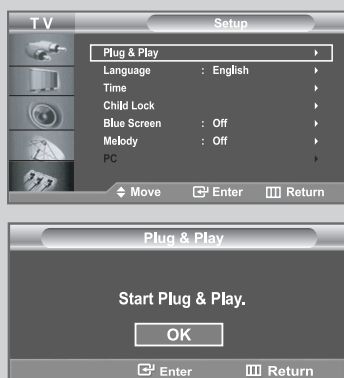 TV Setup
Plug & Play
Language : English
Time
Child Lock
Blue Screen : Off
Melody : Off
PC
Move Enter Return
Plug & Play
Start Plug & Play.
OK
Enter Return